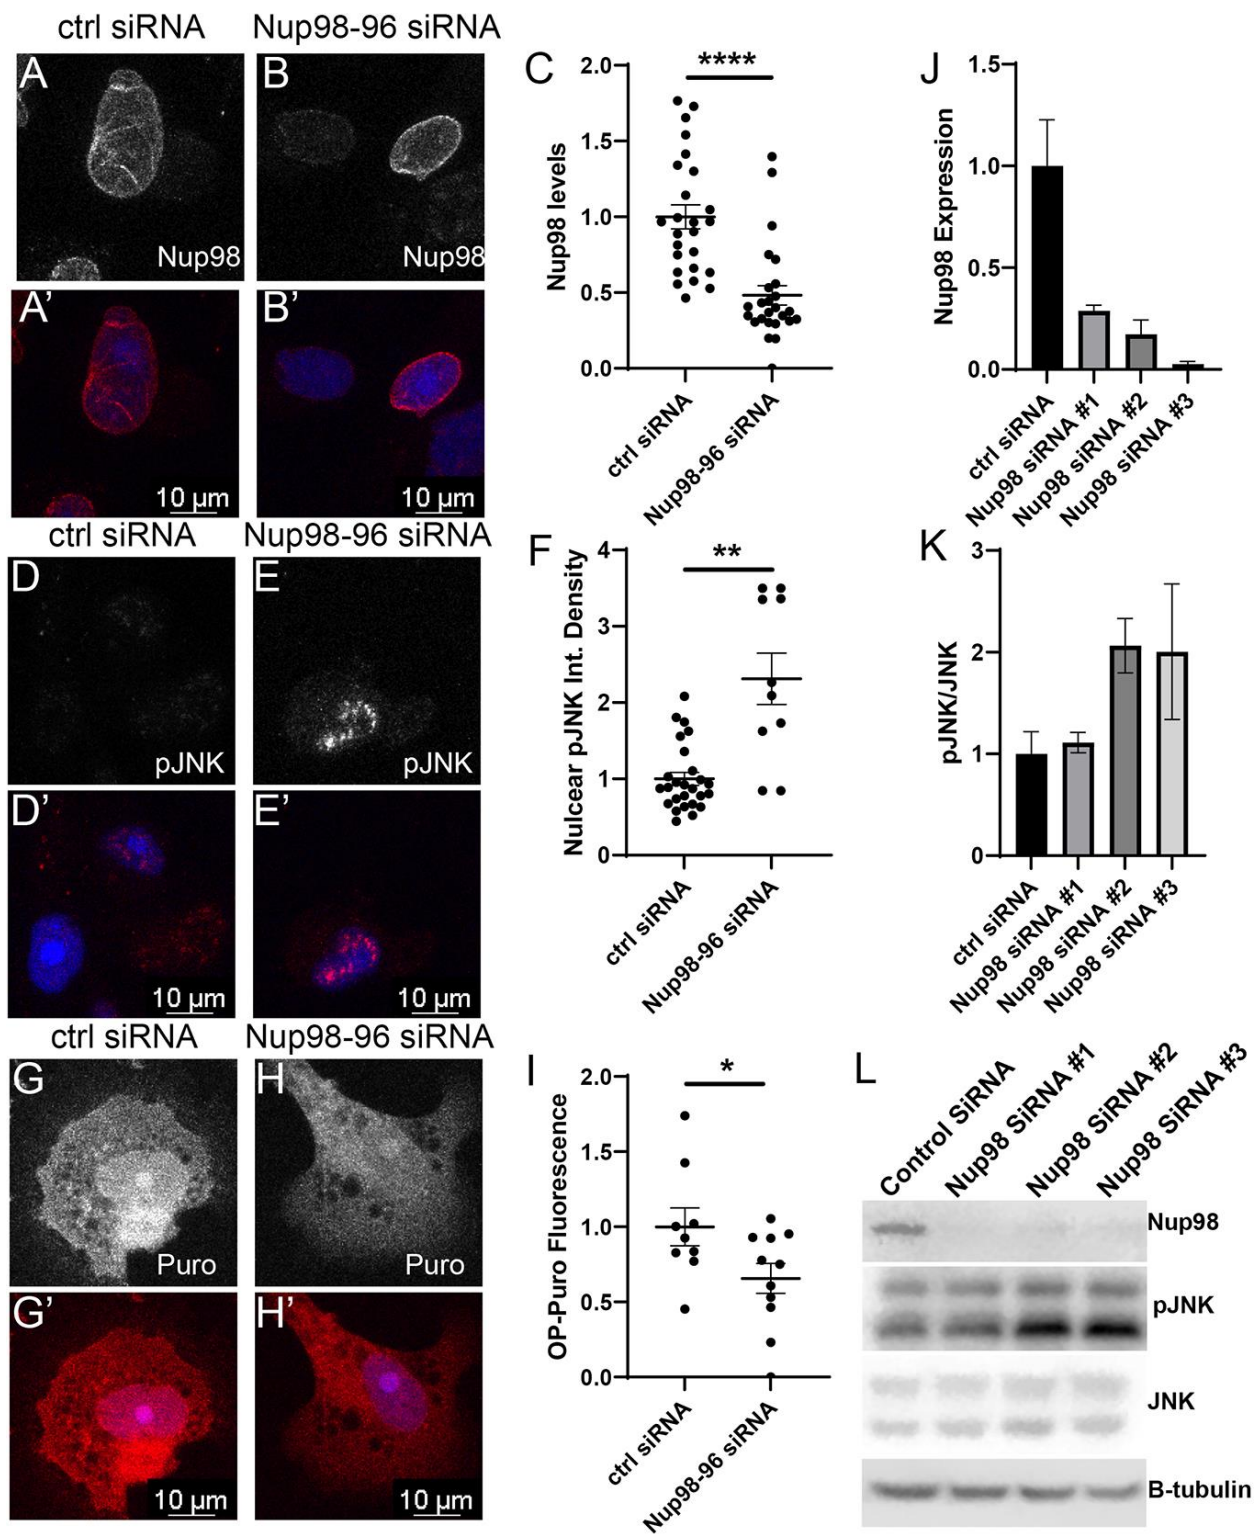 ctrl siRNA
Nup98-96 siRNA
A
Nup98
B
Nup98
A’
10 µm
B’
10 µm
C
****
Nup98 levels
2.0
1.5
1.0
0.5
0.0
ctrl siRNA
Nup98-96 siRNA
J
Nup98 Expression
1.5
1.0
0.5
0.0
ctrl siRNA
Nup98 siRNA #1
Nup98 siRNA #2
Nup98 siRNA #3
ctrl siRNA
Nup98-96 siRNA
D
pJNK
E
pJNK
D’
10 µm
E’
10 µm
F
**
Nulcear pJNK Int. Density
4
3
2
1
0
ctrl siRNA
Nup98-96 siRNA
K
pJNK/JNK
3
2
1
0
ctrl siRNA
Nup98 siRNA #1
Nup98 siRNA #2
Nup98 siRNA #3
ctrl siRNA
Nup98-96 siRNA
G
Puro
H
Puro
G’
10 µm
H’
10 µm
I
*
OP-Puro Fluorescence
2.0
1.5
1.0
0.5
0.0
ctrl siRNA
Nup98-96 siRNA
L
Control SiRNA
Nup98 SiRNA #1
Nup98 SiRNA #2
Nup98 SiRNA #3
Nup98
pJNK
JNK
B-tubulin